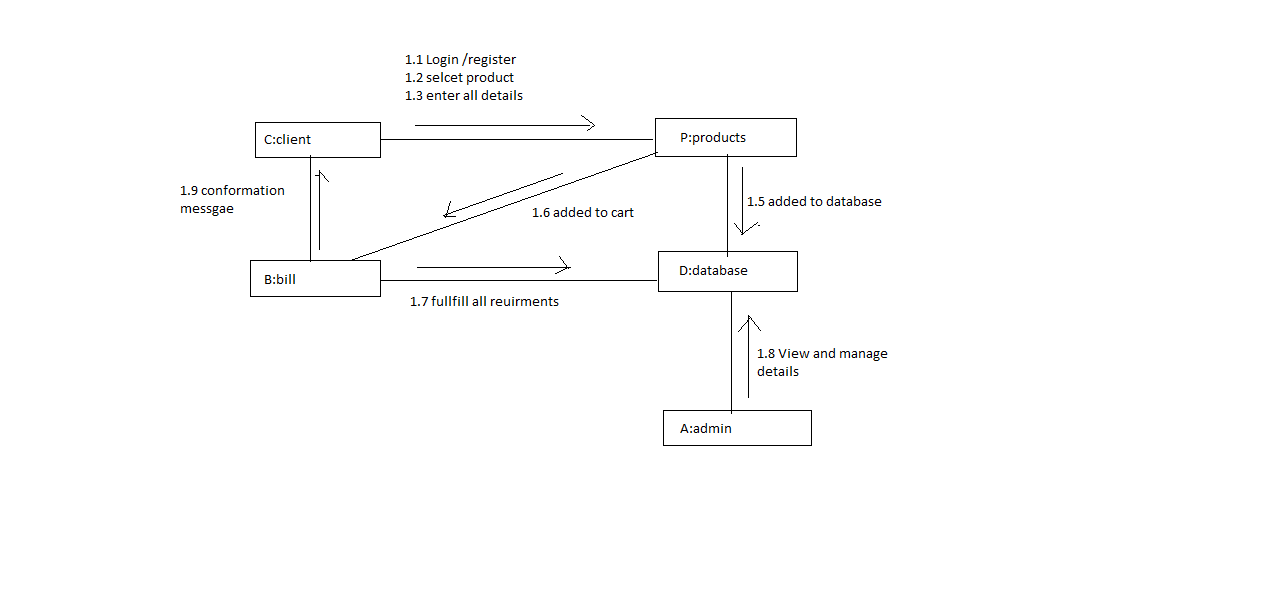 1.1 Login /register
1.2 selcet product
1.3 enter all details
C:client
P:products
1.9 conformation
messgae
1.6 added to cart
1.5 added to database
B:bill
D:database
1.7 fullfill all reuirments
1.8 View and manage
details
A:admin